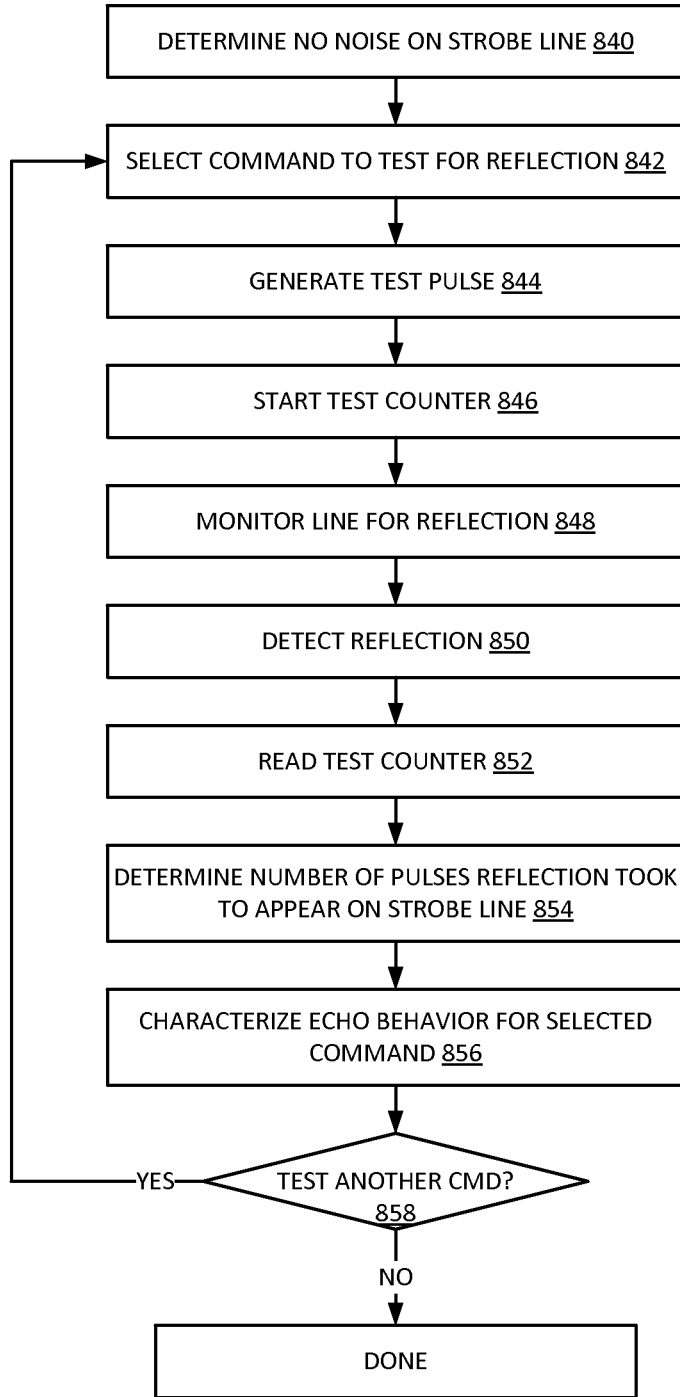 DETERMINE NO NOISE ON STROBE LINE 840
SELECT COMMAND TO TEST FOR REFLECTION 842
GENERATE TEST PULSE 844
START TEST COUNTER 846
MONITOR LINE FOR REFLECTION 848
DETECT REFLECTION 850
READ TEST COUNTER 852
DETERMINE NUMBER OF PULSES REFLECTION TOOK
TO APPEAR ON STROBE LINE 854
CHARACTERIZE ECHO BEHAVIOR FOR SELECTED
COMMAND 856
YES
TEST ANOTHER CMD?
858
NO
DONE